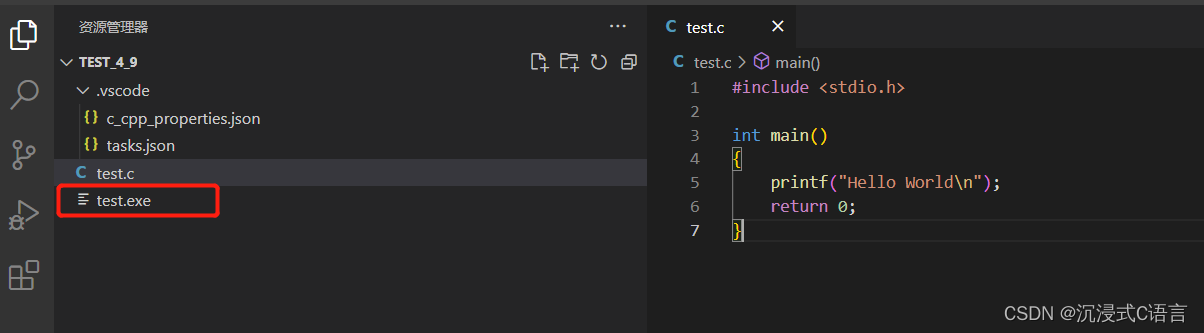 资源管理器
···
TEST_4_9
.vscode
{} c_cpp_properties.json
{} tasks.json
C test.c
test.exe
C test.c
test.c > main()
1 #include <stdio.h>
2
3 int main()
4 {
5 printf("Hello World\n");
6 return 0;
7 }
CSDN @沉浸式C语言